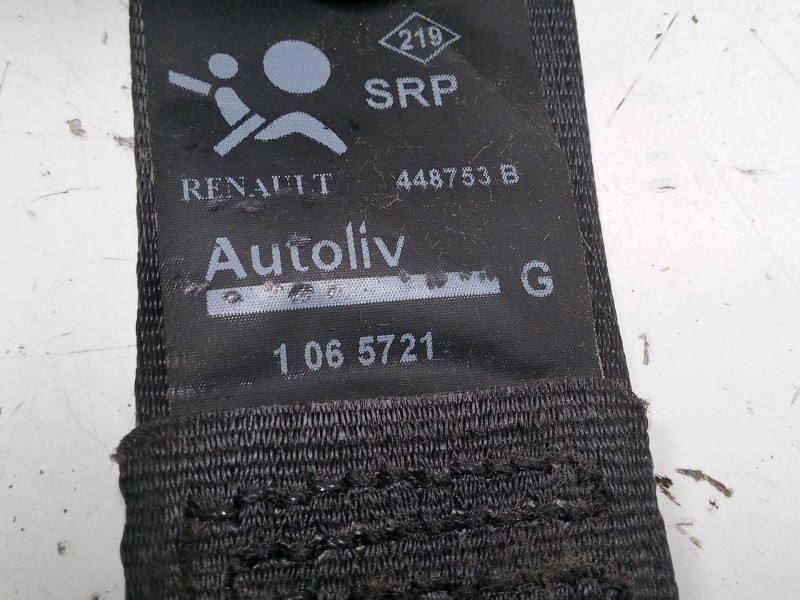 219
SRP
RENAULT 448753 B
Autoliv
G
1 06 5721